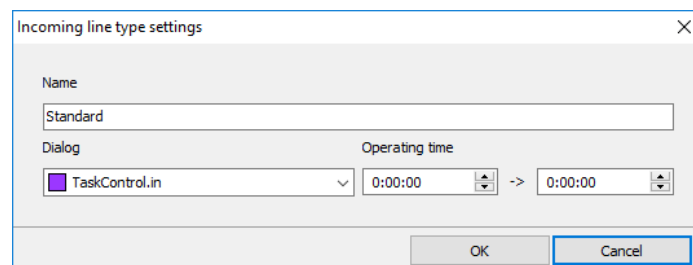 Incoming line type settings
Name
Standard
Dialog Operating time
TaskControl.in 0:00:00 -> 0:00:00
OK Cancel